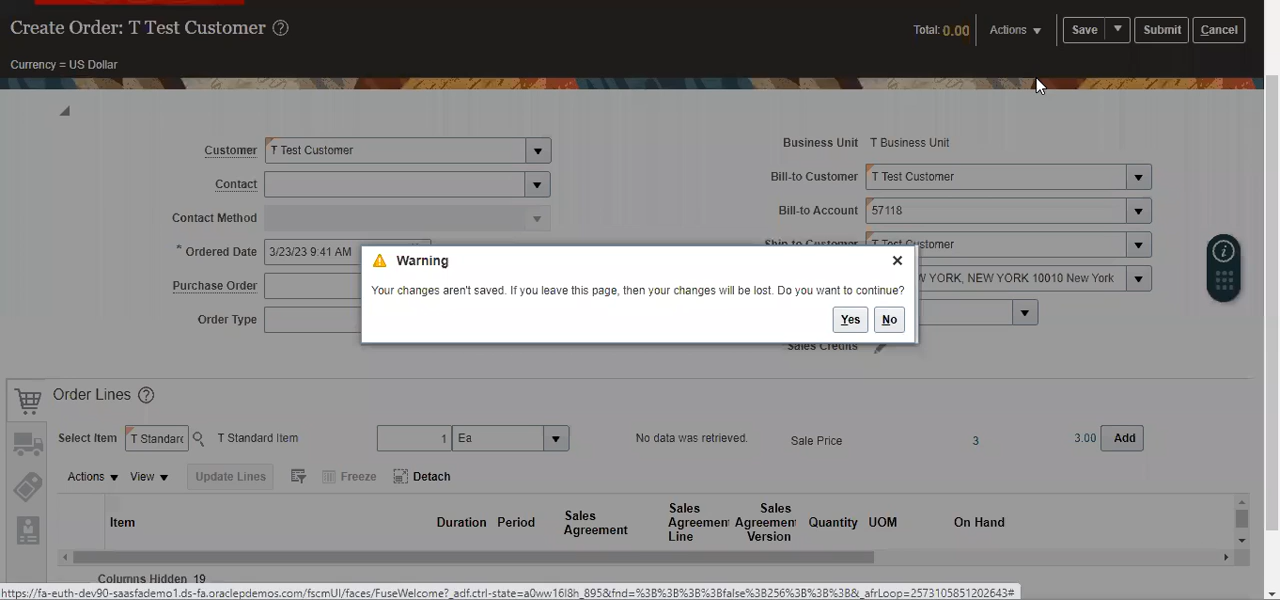 Create Order: T Test Customer
Total: 0.00 Actions Save Submit Cancel
Currency = US Dollar
Customer T Test Customer
Business Unit T Business Unit
Contact
Bill-to Customer T Test Customer
Contact Method
Bill-to Account 57118
* Ordered Date 3/23/23 9:41 AM
Ship-to Customer T Test Customer
Purchase Order
W YORK, NEW YORK 10010 New York
Order Type
Sales Credits
Warning
Your changes aren't saved. If you leave this page, then your changes will be lost. Do you want to continue?
Yes No
Order Lines
Select Item T Standard T Standard Item 1 Ea No data was retrieved. Sale Price 3 3.00 Add
Actions View Update Lines Freeze Detach
Item Duration Period Sales Agreement Sales Agreement Line Sales Agreement Version Quantity UOM On Hand
Columns Hidden 19
https://fa-euth-dev90-saasfademo1.ds-fa.oraclepdemos.com/fscmUI/faces/FuseWelcome?_adf.ctrl-state=a0ww16l8h_895&fnd=%3B%3B%3B%3Bfalse%3B256%3B%3B%3B&_afrLoop=2573105851202643#